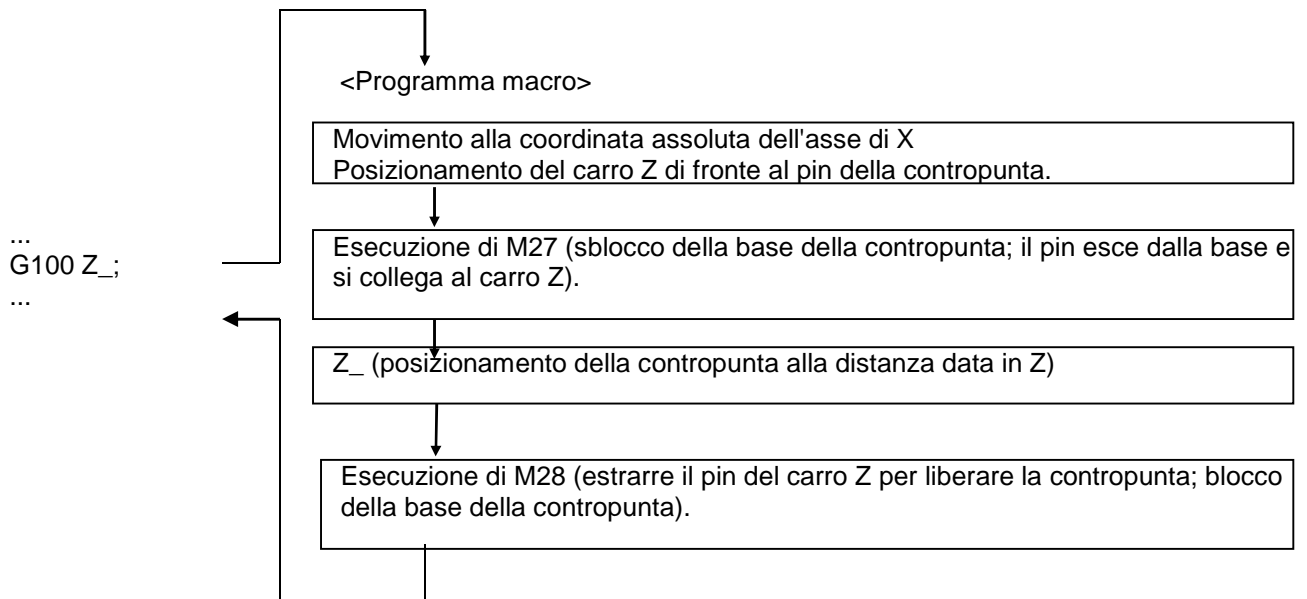 <Programma macro>
Movimento alla coordinata assoluta dell'asse di X
Posizionamento del carro Z di fronte al pin della contropunta.
...
G100 Z_;
...
Esecuzione di M27 (sblocco della base della contropunta; il pin esce dalla base e
si collega al carro Z).
Z_ (posizionamento della contropunta alla distanza data in Z)
Esecuzione di M28 (estrarre il pin del carro Z per liberare la contropunta; blocco
della base della contropunta).